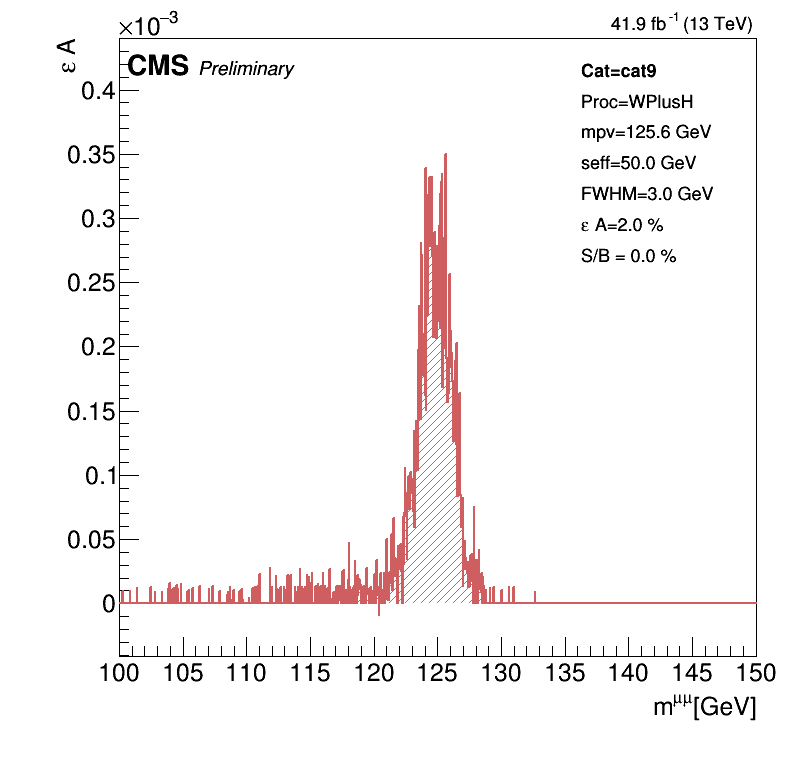 ×10⁻³
41.9 fb⁻¹ (13 TeV)
ε A
CMS Preliminary
Cat=cat9
Proc=WPlusH
mpv=125.6 GeV
seff=50.0 GeV
FWHM=3.0 GeV
ε A=2.0 %
S/B = 0.0 %
0.4
0.35
0.3
0.25
0.2
0.15
0.1
0.05
0
100 105 110 115 120 125 130 135 140 145 150
m^μμ[GeV]